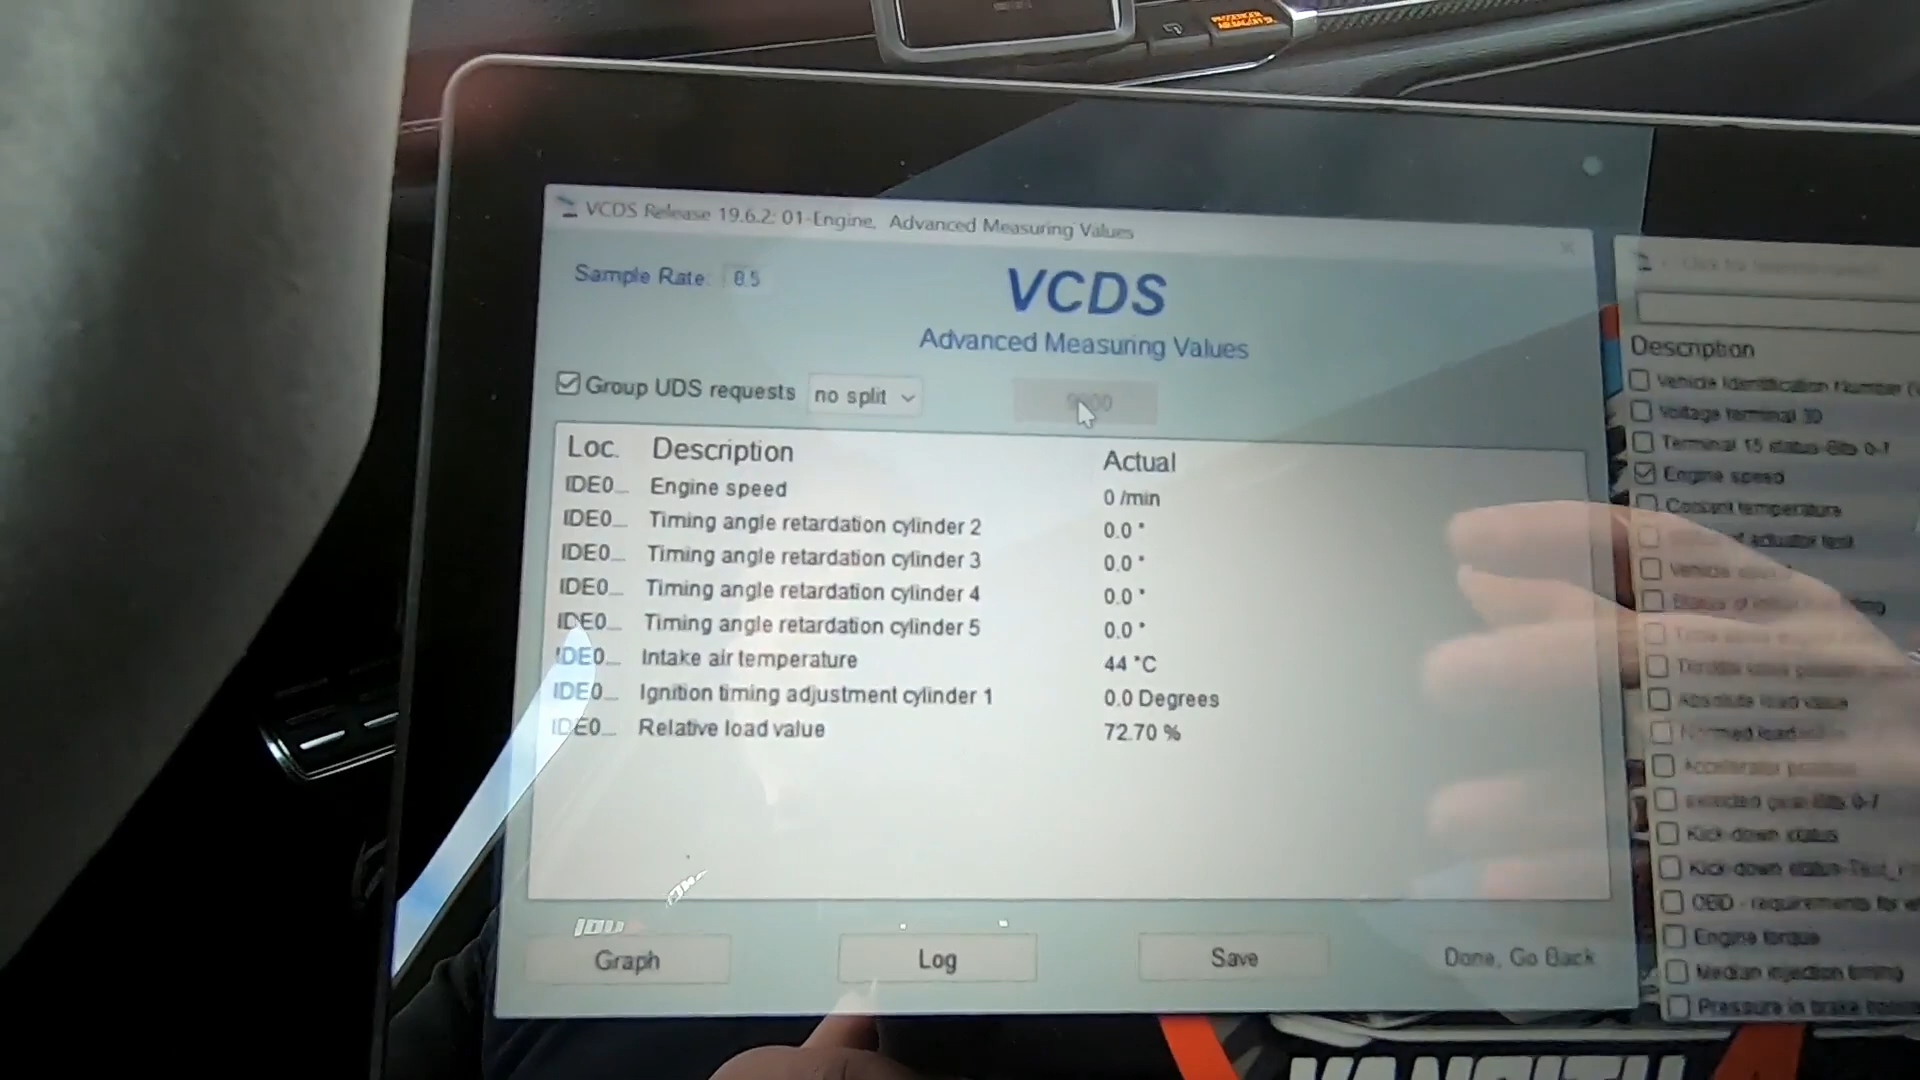 VCDS Release 19.6.2: 01-Engine, Advanced Measuring Values
Sample Rate: 8.5
VCDS
Advanced Measuring Values
Group UDS requests no split
Loc. Description Actual
IDE0... Engine speed 0 /min
IDE0... Timing angle retardation cylinder 2 0.0 °
IDE0... Timing angle retardation cylinder 3 0.0 °
IDE0... Timing angle retardation cylinder 4 0.0 °
IDE0... Timing angle retardation cylinder 5 0.0 °
IDE0... Intake air temperature 44 °C
IDE0... Ignition timing adjustment cylinder 1 0.0 Degrees
IDE0... Relative load value 72.70 %
Graph Log Save Done, Go Back
Description
Vehicle Identification Number
Voltage terminal 30
Terminal 15 status-Bits 0-7
Engine speed
Coolant temperature
Absolute load value
Accelerator position
Kick-down status
Engine torque
Median injection timing
Pressure in brake